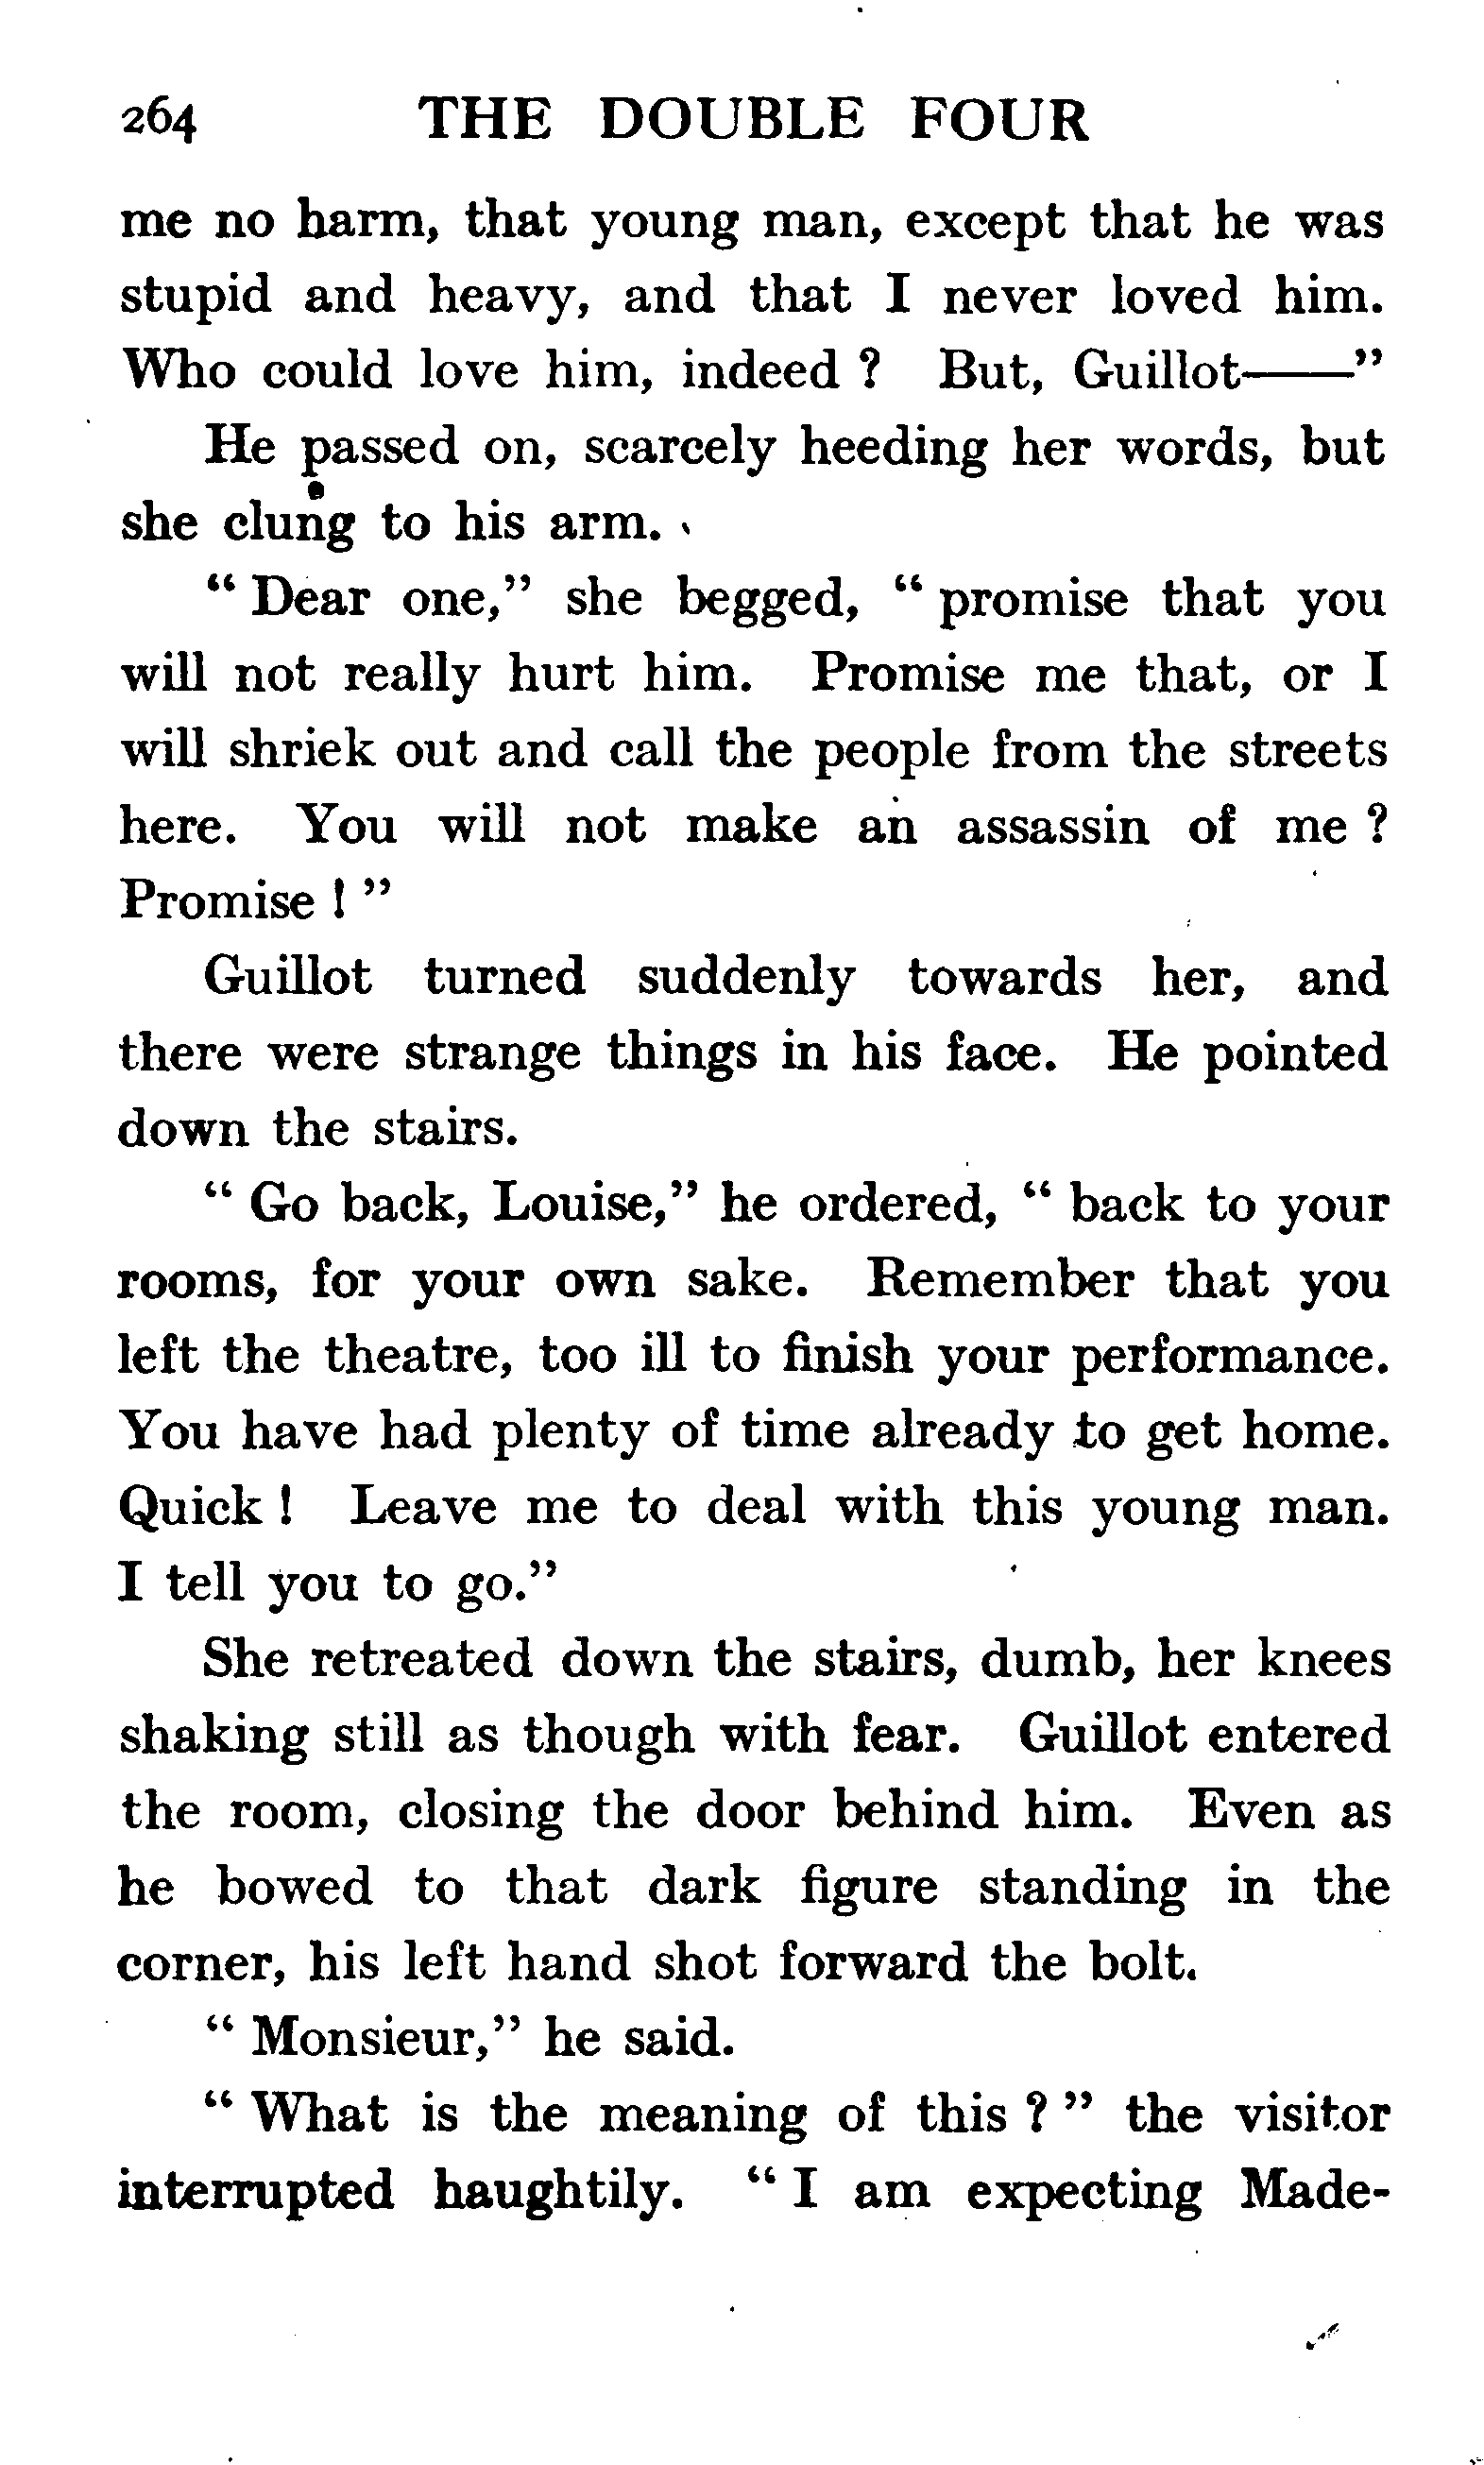 264 THE DOUBLE FOUR
me no harm, that young man, except that he was
stupid and heavy, and that I never loved him.
Who could love him, indeed ? But, Guillot——”
He passed on, scarcely heeding her words, but
she clung to his arm.
“ Dear one,” she begged, “ promise that you
will not really hurt him. Promise me that, or I
will shriek out and call the people from the streets
here. You will not make an assassin of me ?
Promise ! ”
Guillot turned suddenly towards her, and
there were strange things in his face. He pointed
down the stairs.
“ Go back, Louise,” he ordered, “ back to your
rooms, for your own sake. Remember that you
left the theatre, too ill to finish your performance.
You have had plenty of time already to get home.
Quick ! Leave me to deal with this young man.
I tell you to go.”
She retreated down the stairs, dumb, her knees
shaking still as though with fear. Guillot entered
the room, closing the door behind him. Even as
he bowed to that dark figure standing in the
corner, his left hand shot forward the bolt.
“ Monsieur,” he said.
“ What is the meaning of this ? ” the visitor
interrupted haughtily. “ I am expecting Made-